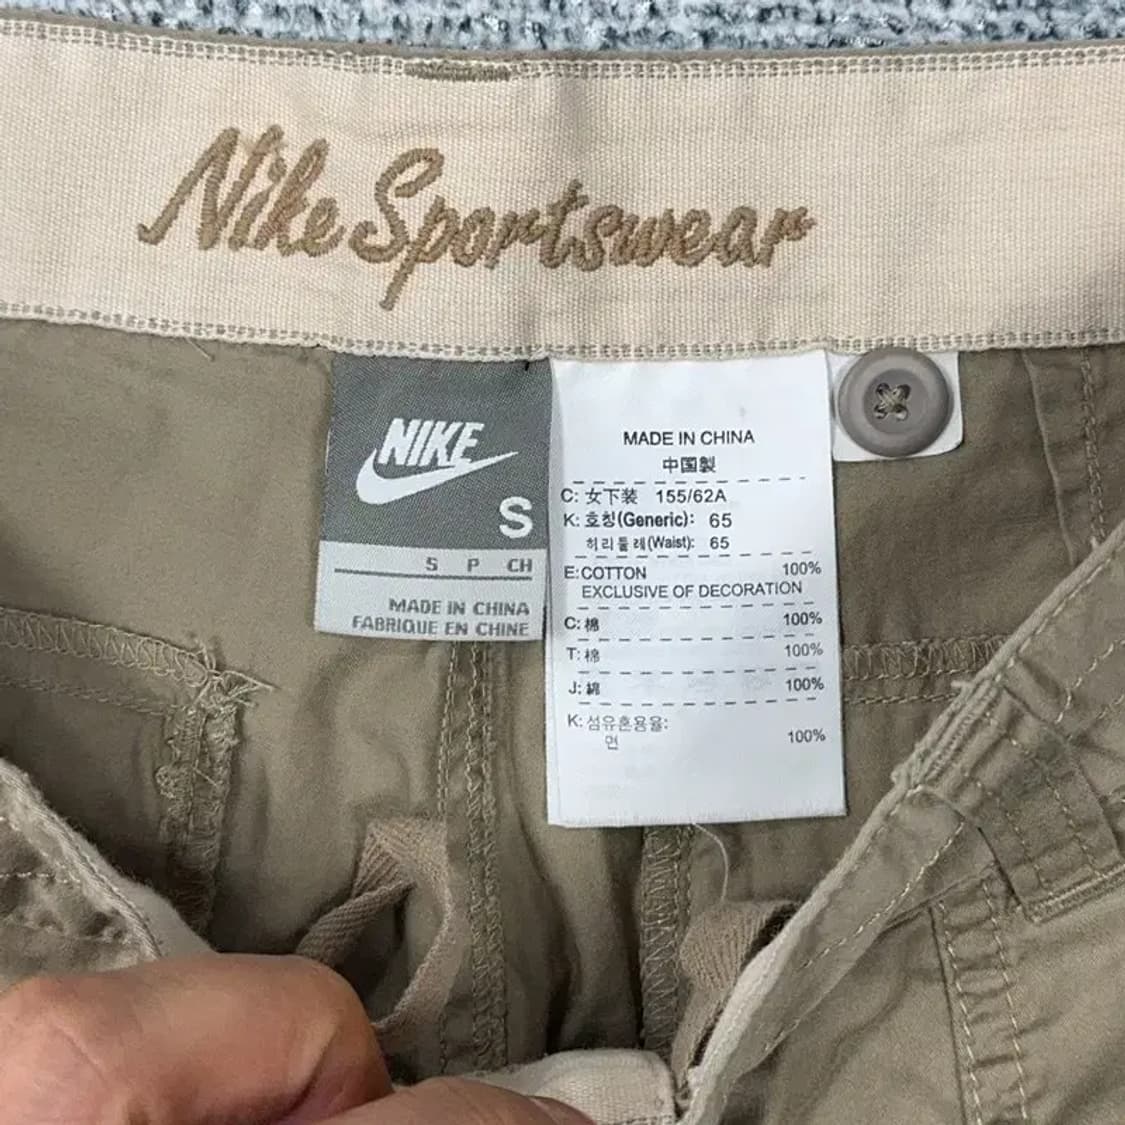 Nike Sportswear
NIKE
S
S P CH
MADE IN CHINA
FABRIQUE EN CHINE
MADE IN CHINA
中国製
C: 女下装 155/62A
K: 호칭(Generic): 65
허리둘레(Waist): 65
E: COTTON 100%
EXCLUSIVE OF DECORATION
C: 棉 100%
T: 棉 100%
J: 綿 100%
K: 섬유혼용율:
면 100%